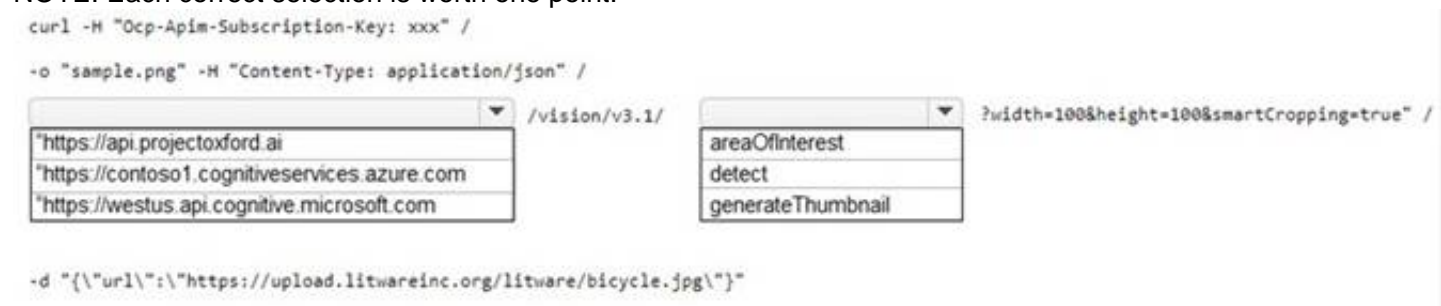 NOTE: Each correct selection is worth one point.
curl -H "Ocp-Apim-Subscription-Key: xxx" /
-o "sample.png" -H "Content-Type: application/json" /
/vision/v3.1/ ?width=100&height=100&smartCropping=true" /
"https://api.projectoxford.ai
"https://contoso1.cognitiveservices.azure.com
"https://westus.api.cognitive.microsoft.com
areaOfInterest
detect
generateThumbnail
-d "{\"url\":\"https://upload.litwareinc.org/litware/bicycle.jpg\"}"